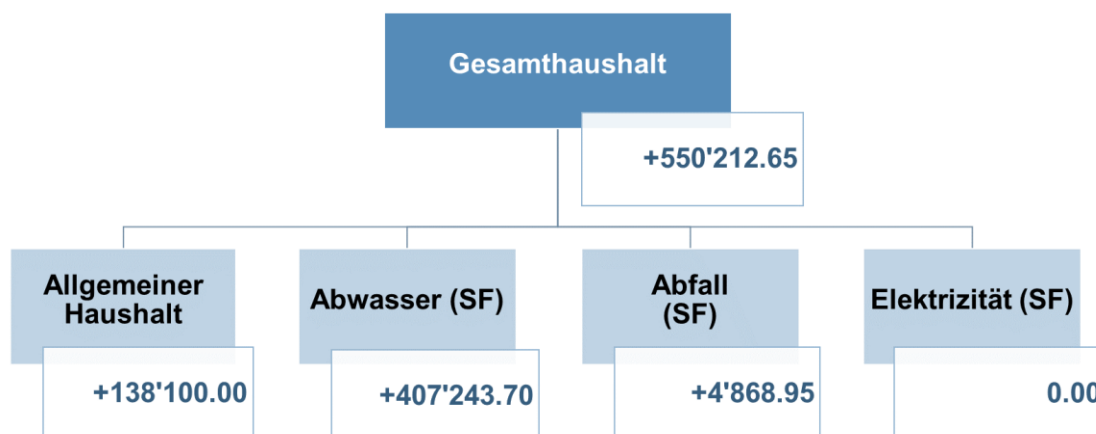 Gesamthaushalt
+550'212.65
Allgemeiner
Haushalt
+138'100.00
Abwasser (SF)
+407'243.70
Abfall
(SF)
+4'868.95
Elektrizität (SF)
0.00